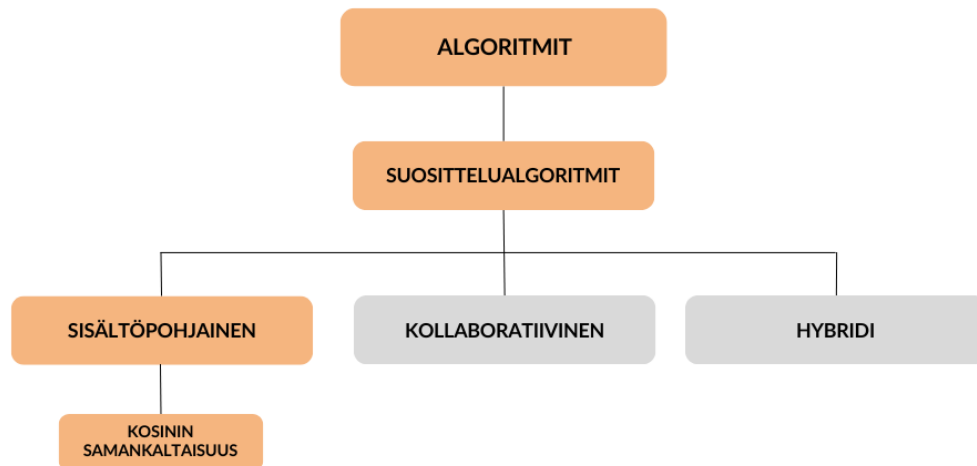 ALGORITMIT
SUOSITTELUALGORITMIT
SISÄLTÖPOHJAINEN
KOLLABORATIIVINEN
HYBRIDI
KOSININ
SAMANKALTAISUUS